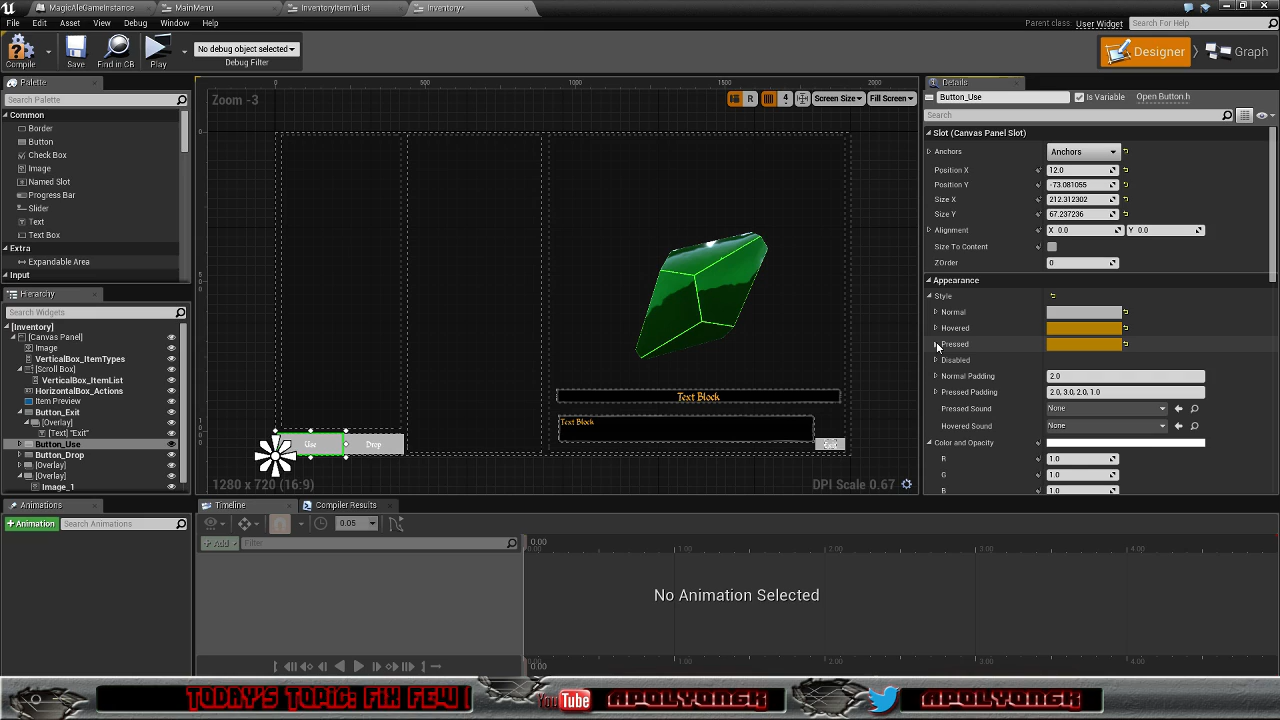 MagicAleGameInstance
MainMenu
InventoryItemInList
Inventory*
File Edit Asset View Debug Window Help
Parent class: User Widget
Search For Help
Compile
Save
Find in CB
Play
No debug object selected
Debug Filter
Designer
Graph
Palette
Search Palette
Common
Border
Button
Check Box
Image
Named Slot
Progress Bar
Slider
Text
Text Box
Extra
Expandable Area
Input
Hierarchy
Search Widgets
[Inventory]
[Canvas Panel]
Image
VerticalBox_ItemTypes
[Scroll Box]
VerticalBox_ItemList
HorizontalBox_Actions
Item Preview
Button_Exit
[Overlay]
[Text] "Exit"
Button_Use
Button_Drop
[Overlay]
[Overlay]
Image_1
Zoom -3
0 500 1000 1500 2000
R
4
Screen Size
Fill Screen
Text Block
Text Block
Use
Drop
1280 x 720 (16:9)
DPI Scale 0.67
Details
Button_Use
Is Variable
Open Button.h
Search
Slot (Canvas Panel Slot)
Anchors Anchors
Position X 12.0
Position Y -73.081055
Size X 212.312302
Size Y 67.237236
Alignment X 0.0 Y 0.0
Size To Content
ZOrder 0
Appearance
Style
Normal
Hovered
Pressed
Disabled
Normal Padding 2.0
Pressed Padding 2.0, 3.0, 2.0, 1.0
Pressed Sound None
Hovered Sound None
Color and Opacity
R 1.0
G 1.0
B 1.0
Animations
+ Animation
Search Animations
Timeline
Compiler Results
0.05
+ Add
Filter
0.00
0.00 1.00 2.00 3.00 4.00
No Animation Selected
0.00
1.00 2.00 3.00 4.00
TODAY'S TOPIC: FIX FEW
YouTube
APOLYONGK
APOLYONGK